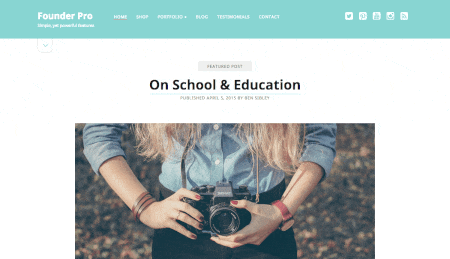 Founder Pro
Simple, yet powerful features
HOME SHOP PORTFOLIO BLOG TESTIMONIALS CONTACT
FEATURED POST
On School & Education
PUBLISHED APRIL 5, 2015 BY BEN SIBLEY